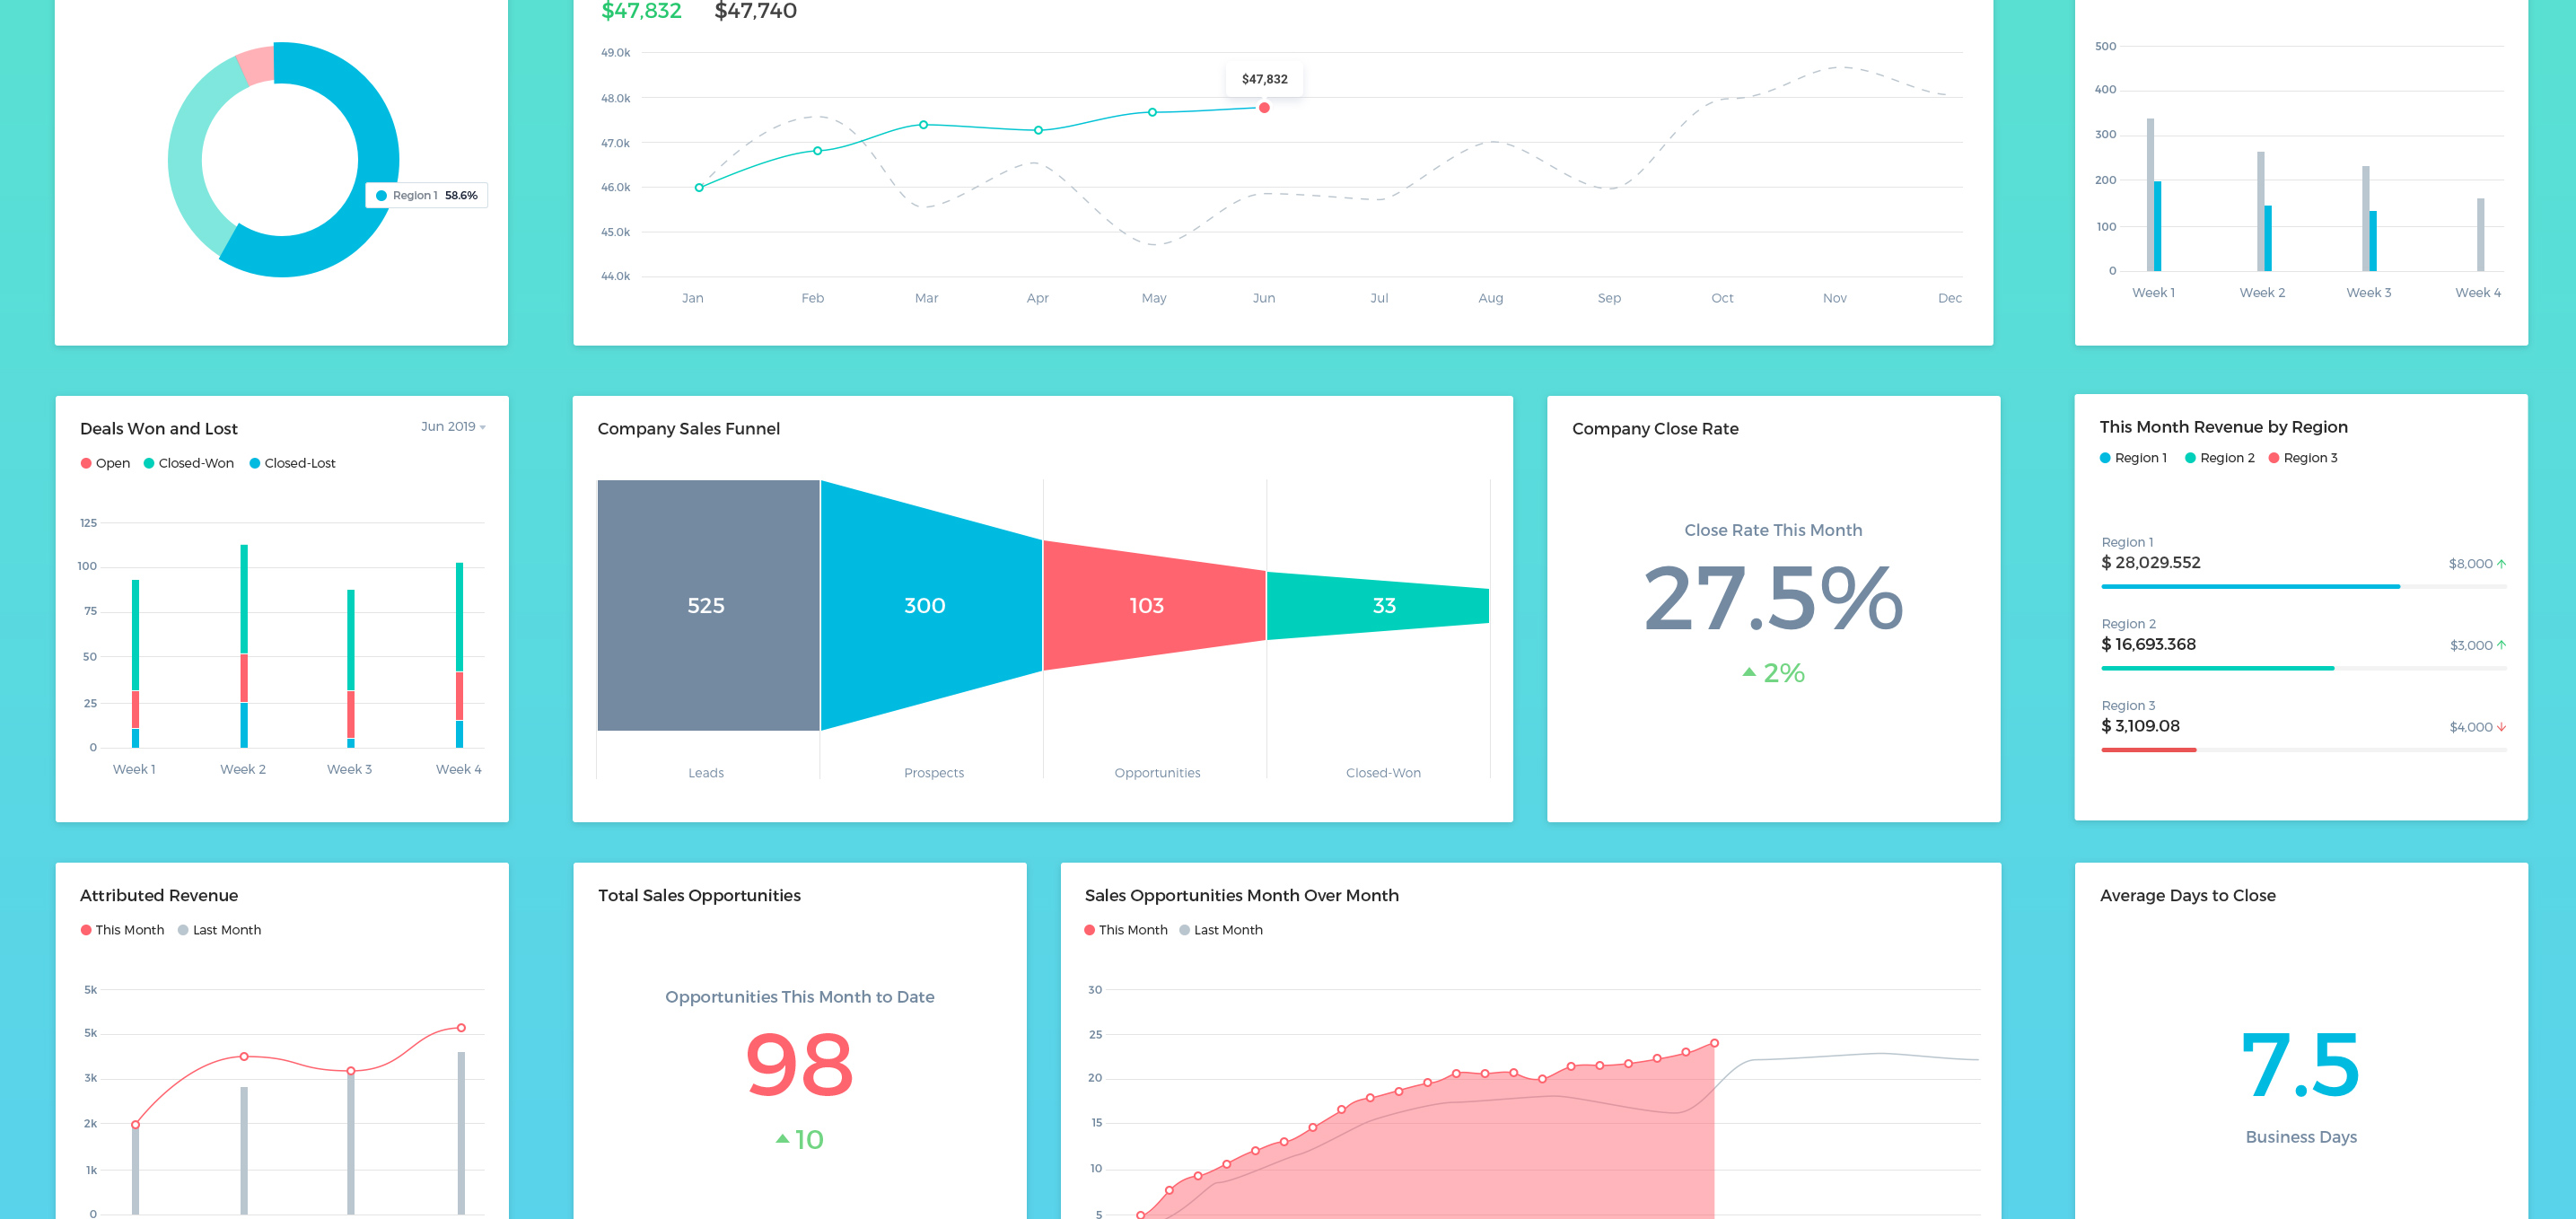 Region 1 58.6%
$47,832 $47,740
49.0k
48.0k
47.0k
46.0k
45.0k
44.0k
$47,832
Jan Feb Mar Apr May Jun Jul Aug Sep Oct Nov Dec
500
400
300
200
100
0
Week 1 Week 2 Week 3 Week 4
Deals Won and Lost
Jun 2019
Open Closed-Won Closed-Lost
125
100
75
50
25
0
Week 1 Week 2 Week 3 Week 4
Company Sales Funnel
525 300 103 33
Leads Prospects Opportunities Closed-Won
Company Close Rate
Close Rate This Month
27.5%
2%
This Month Revenue by Region
Region 1 Region 2 Region 3
Region 1
$ 28,029.552 $8,000
Region 2
$ 16,693.368 $3,000
Region 3
$ 3,109.08 $4,000
Attributed Revenue
This Month Last Month
5k
5k
3k
2k
1k
0
Total Sales Opportunities
Opportunities This Month to Date
98
10
Sales Opportunities Month Over Month
This Month Last Month
30
25
20
15
10
5
Average Days to Close
7.5
Business Days